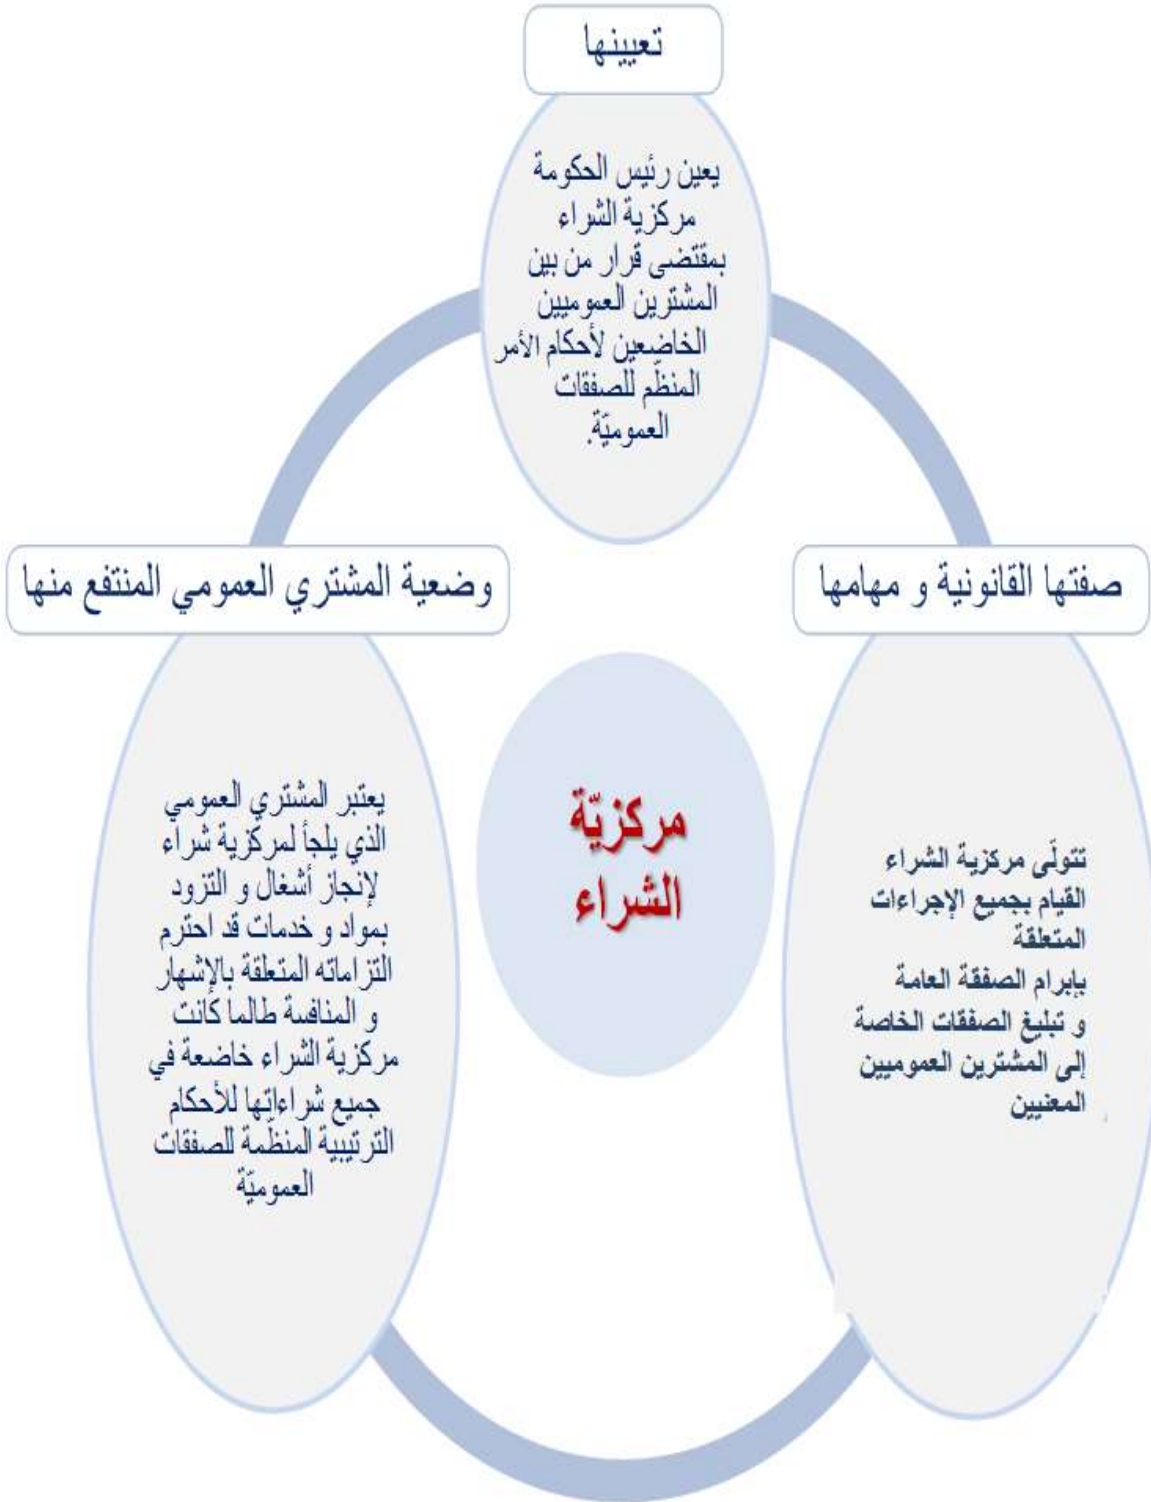 تعيينها
يعين رئيس الحكومة
مركزية الشراء
بمقتضى قرار من بين
المشترين العموميين
الخاضعين لأحكام الأمر
المنظّم للصفقات
العموميّة.
صفتها القانونية و مهامها
تتولّى مركزية الشراء
القيام بجميع الإجراءات
المتعلقة
بإبرام الصفقة العامة
و تبليغ الصفقات الخاصة
إلى المشترين العموميين
المعنيين
مركزيّة
الشراء
وضعية المشتري العمومي المنتفع منها
يعتبر المشتري العمومي
الذي يلجأ لمركزية شراء
لإنجاز أشغال و التزود
بمواد و خدمات قد احترم
التزاماته المتعلقة بالإشهار
و المنافسة طالما كانت
مركزية الشراء خاضعة في
جميع شراءاتها للأحكام
الترتيبية المنظّمة للصفقات
العموميّة